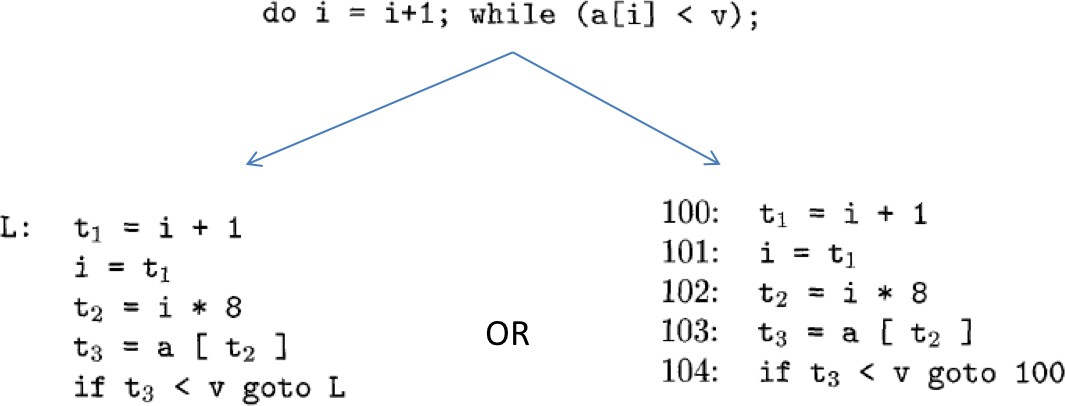 do i = i+1; while (a[i] < v);
L: t₁ = i + 1
i = t₁
t₂ = i * 8
t₃ = a [ t₂ ]
if t₃ < v goto L
OR
100: t₁ = i + 1
101: i = t₁
102: t₂ = i * 8
103: t₃ = a [ t₂ ]
104: if t₃ < v goto 100